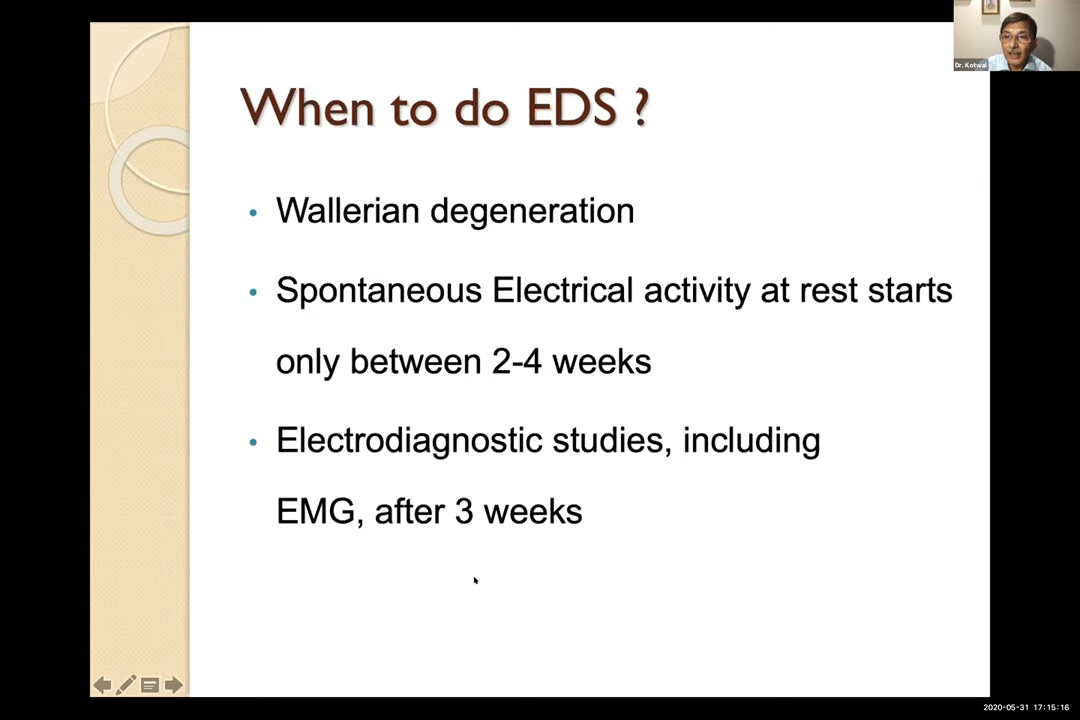 Dr. Kotwal
When to do EDS ?
• Wallerian degeneration
• Spontaneous Electrical activity at rest starts
only between 2-4 weeks
• Electrodiagnostic studies, including
EMG, after 3 weeks
2020-05-31 17:15:16